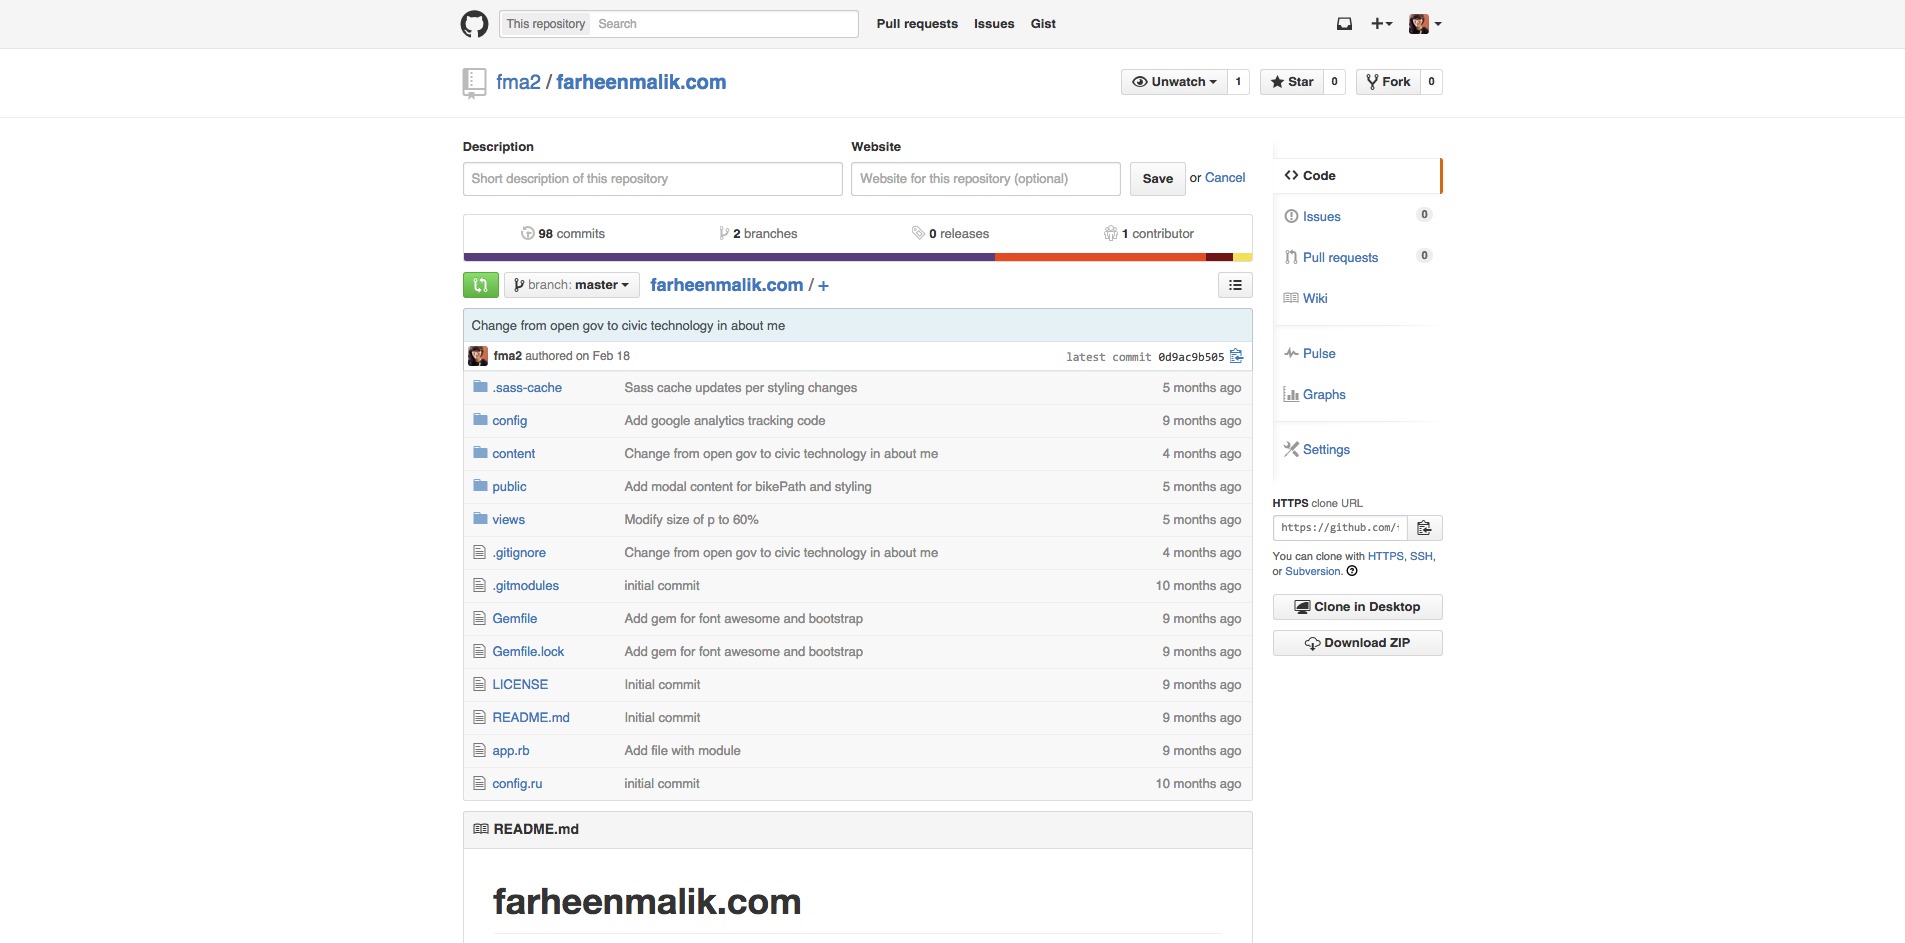 This repository Search Pull requests Issues Gist
fma2 / farheenmalik.com Unwatch 1 Star 0 Fork 0
Description Website
Short description of this repository Website for this repository (optional) Save or Cancel
98 commits 2 branches 0 releases 1 contributor
branch: master farheenmalik.com / +
Change from open gov to civic technology in about me
fma2 authored on Feb 18 latest commit 0d9ac9b505
.sass-cache Sass cache updates per styling changes 5 months ago
config Add google analytics tracking code 9 months ago
content Change from open gov to civic technology in about me 4 months ago
public Add modal content for bikePath and styling 5 months ago
views Modify size of p to 60% 5 months ago
.gitignore Change from open gov to civic technology in about me 4 months ago
.gitmodules initial commit 10 months ago
Gemfile Add gem for font awesome and bootstrap 9 months ago
Gemfile.lock Add gem for font awesome and bootstrap 9 months ago
LICENSE Initial commit 9 months ago
README.md Initial commit 9 months ago
app.rb Add file with module 9 months ago
config.ru initial commit 10 months ago
README.md
farheenmalik.com
Code
Issues 0
Pull requests 0
Wiki
Pulse
Graphs
Settings
HTTPS clone URL
https://github.com/
You can clone with HTTPS, SSH,
or Subversion.
Clone in Desktop
Download ZIP